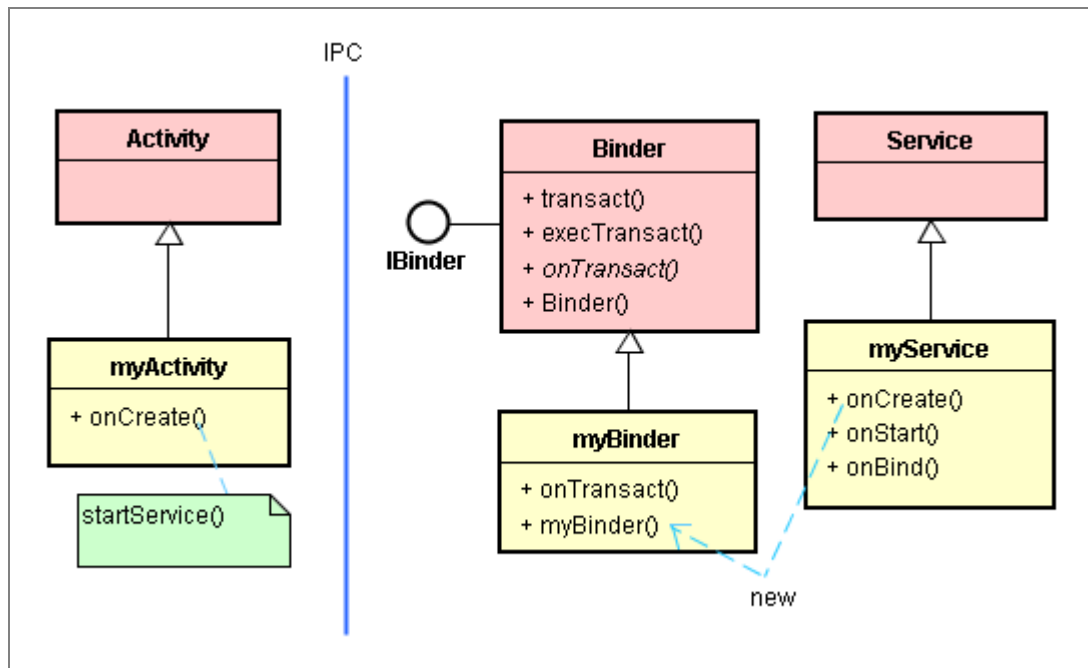 IPC
Activity
myActivity
+ onCreate()
startService()
IBinder
Binder
+ transact()
+ execTransact()
+ onTransact()
+ Binder()
myBinder
+ onTransact()
+ myBinder()
Service
myService
+ onCreate()
+ onStart()
+ onBind()
new